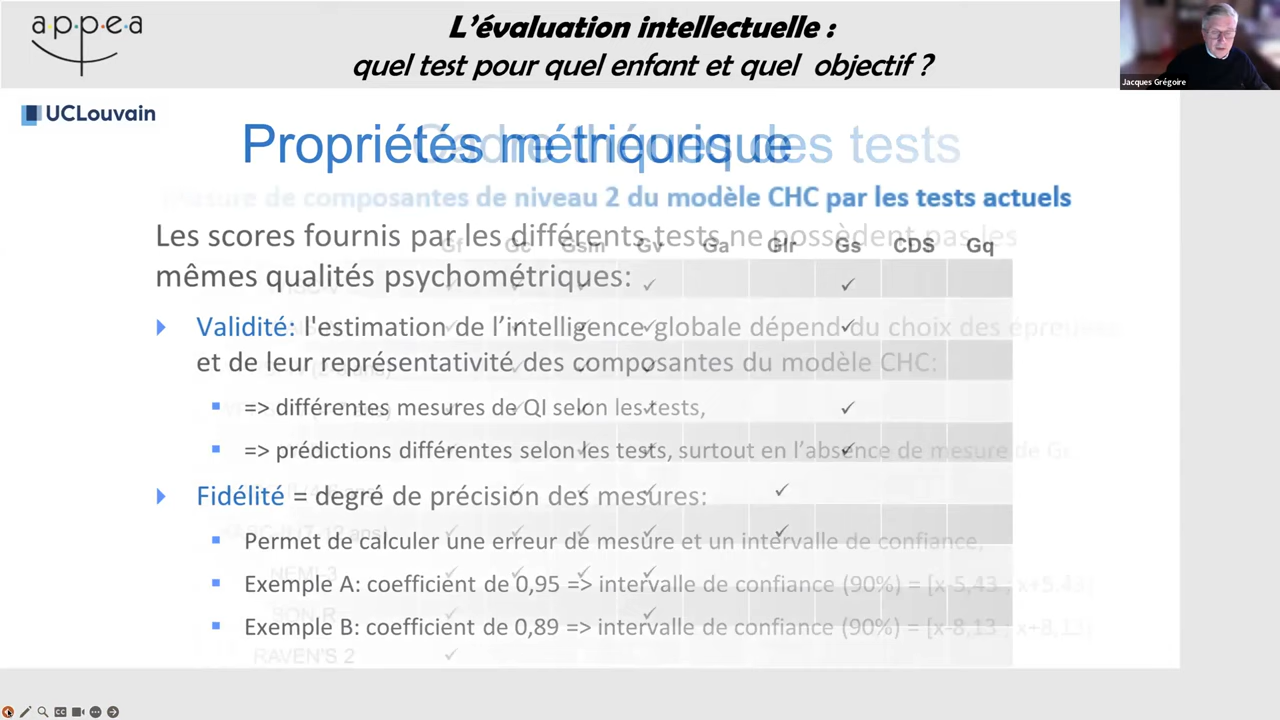 appea
L'évaluation intellectuelle :
quel test pour quel enfant et quel objectif ?
Jacques Grégoire
UCLouvain
Propriétés métriques des tests
Cadre théorique
Mesure de composantes de niveau 2 du modèle CHC par les tests actuels
Les scores fournis par les différents tests ne possèdent pas les
mêmes qualités psychométriques:
Gf Gc Gsm Gv Ga Glr Gs CDS Gq
Validité: l'estimation de l'intelligence globale dépend du choix des épreuves
et de leur représentativité des composantes du modèle CHC:
=> différentes mesures de QI selon les tests,
=> prédictions différentes selon les tests, surtout en l'absence de mesure de
Fidélité = degré de précision des mesures:
Permet de calculer une erreur de mesure et un intervalle de confiance,
NEMI 3
Exemple A: coefficient de 0,95 => intervalle de confiance (90%) = [x-5,43 ; x+5.43]
SON R
Exemple B: coefficient de 0,89 => intervalle de confiance (90%) = [x-8,13 ; x+8,13]
RAVEN'S 2 ✓